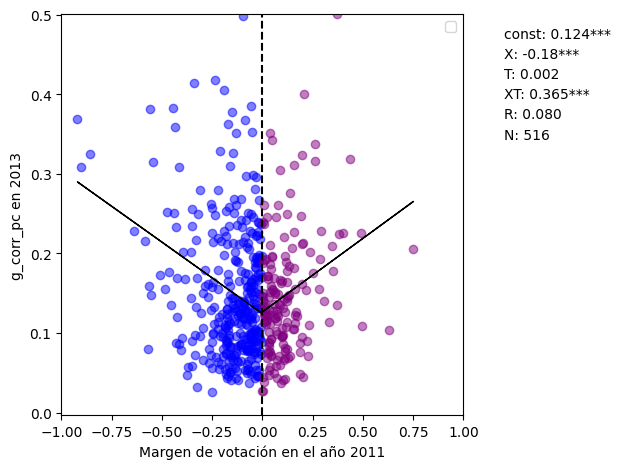 0.5
0.4
0.3
0.2
0.1
0.0
g_corr_pc en 2013
−1.00 −0.75 −0.50 −0.25 0.00 0.25 0.50 0.75 1.00
Margen de votación en el año 2011
const: 0.124***
X: -0.18***
T: 0.002
XT: 0.365***
R: 0.080
N: 516